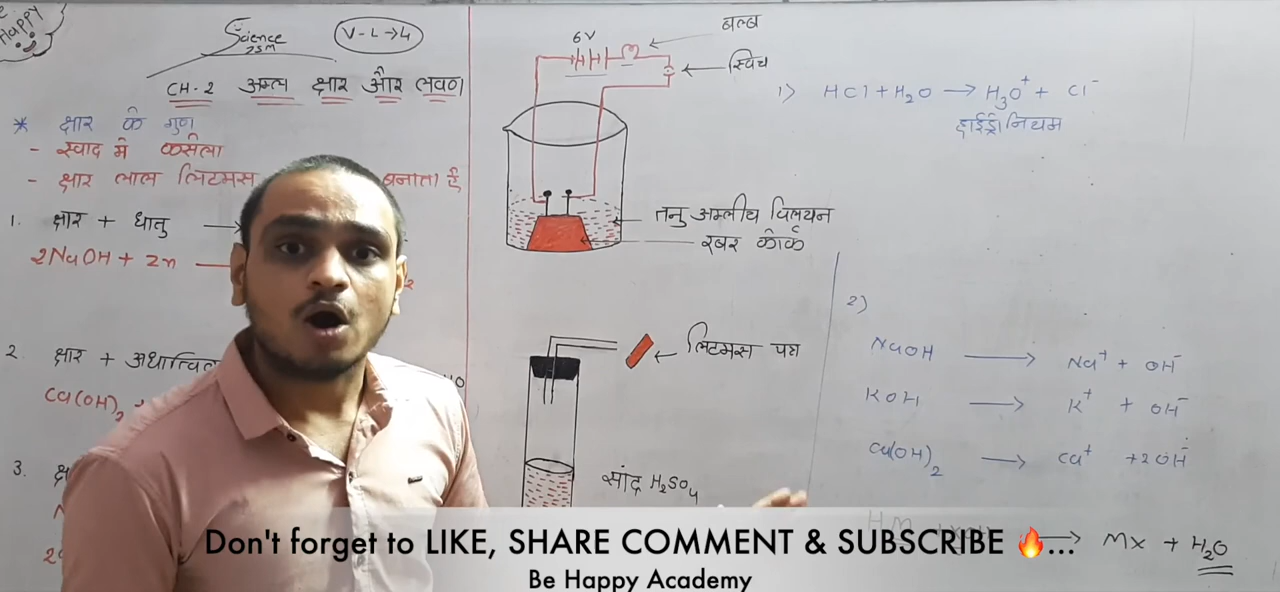 Happy
Science
V-L→4
CH-2 अम्ल क्षार और लवण
* क्षार के गुण
- स्वाद मे कसैला
- क्षार लाल लिटमस बनाता है
1. क्षार + धातु →
2NaOH + Zn
2
2. क्षार +
Ca(OH)2
3.
6V
बल्ब
स्विच
तनु अम्लीय विलयन
रबर कॉर्क
लिटमस पत्र
सांद्र H2SO4
1) HCl + H2O → H3O+ + Cl-
हाईड्रोनियम
2)
NaOH → Na+ + OH-
KOH → K+ + OH-
Ca(OH)2 → Ca+ +2OH-
→ MX + H2O
Don't forget to LIKE, SHARE COMMENT & SUBSCRIBE 🔥...
Be Happy Academy